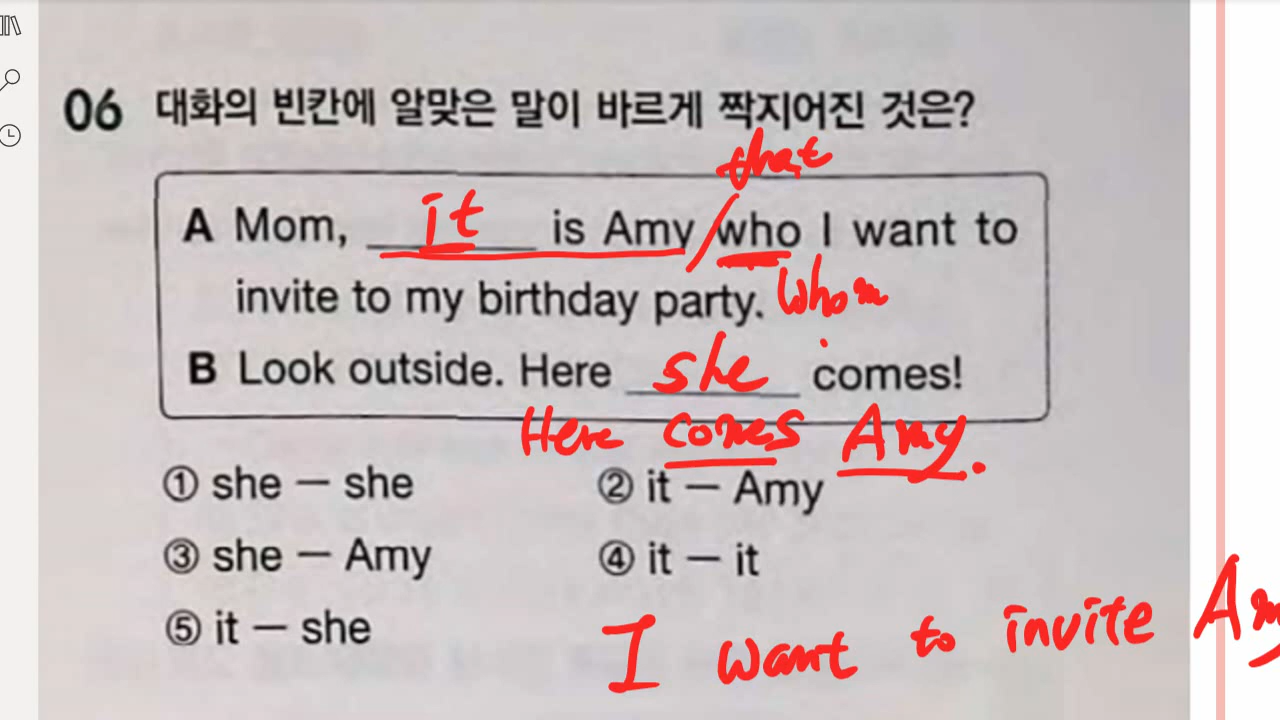 06 대화의 빈칸에 알맞은 말이 바르게 짝지어진 것은?
that
A Mom, it is Amy / who I want to
invite to my birthday party. whom
B Look outside. Here she comes!
Here comes Amy.
① she — she ② it — Amy
③ she — Amy ④ it — it
⑤ it — she
I want to invite Amy